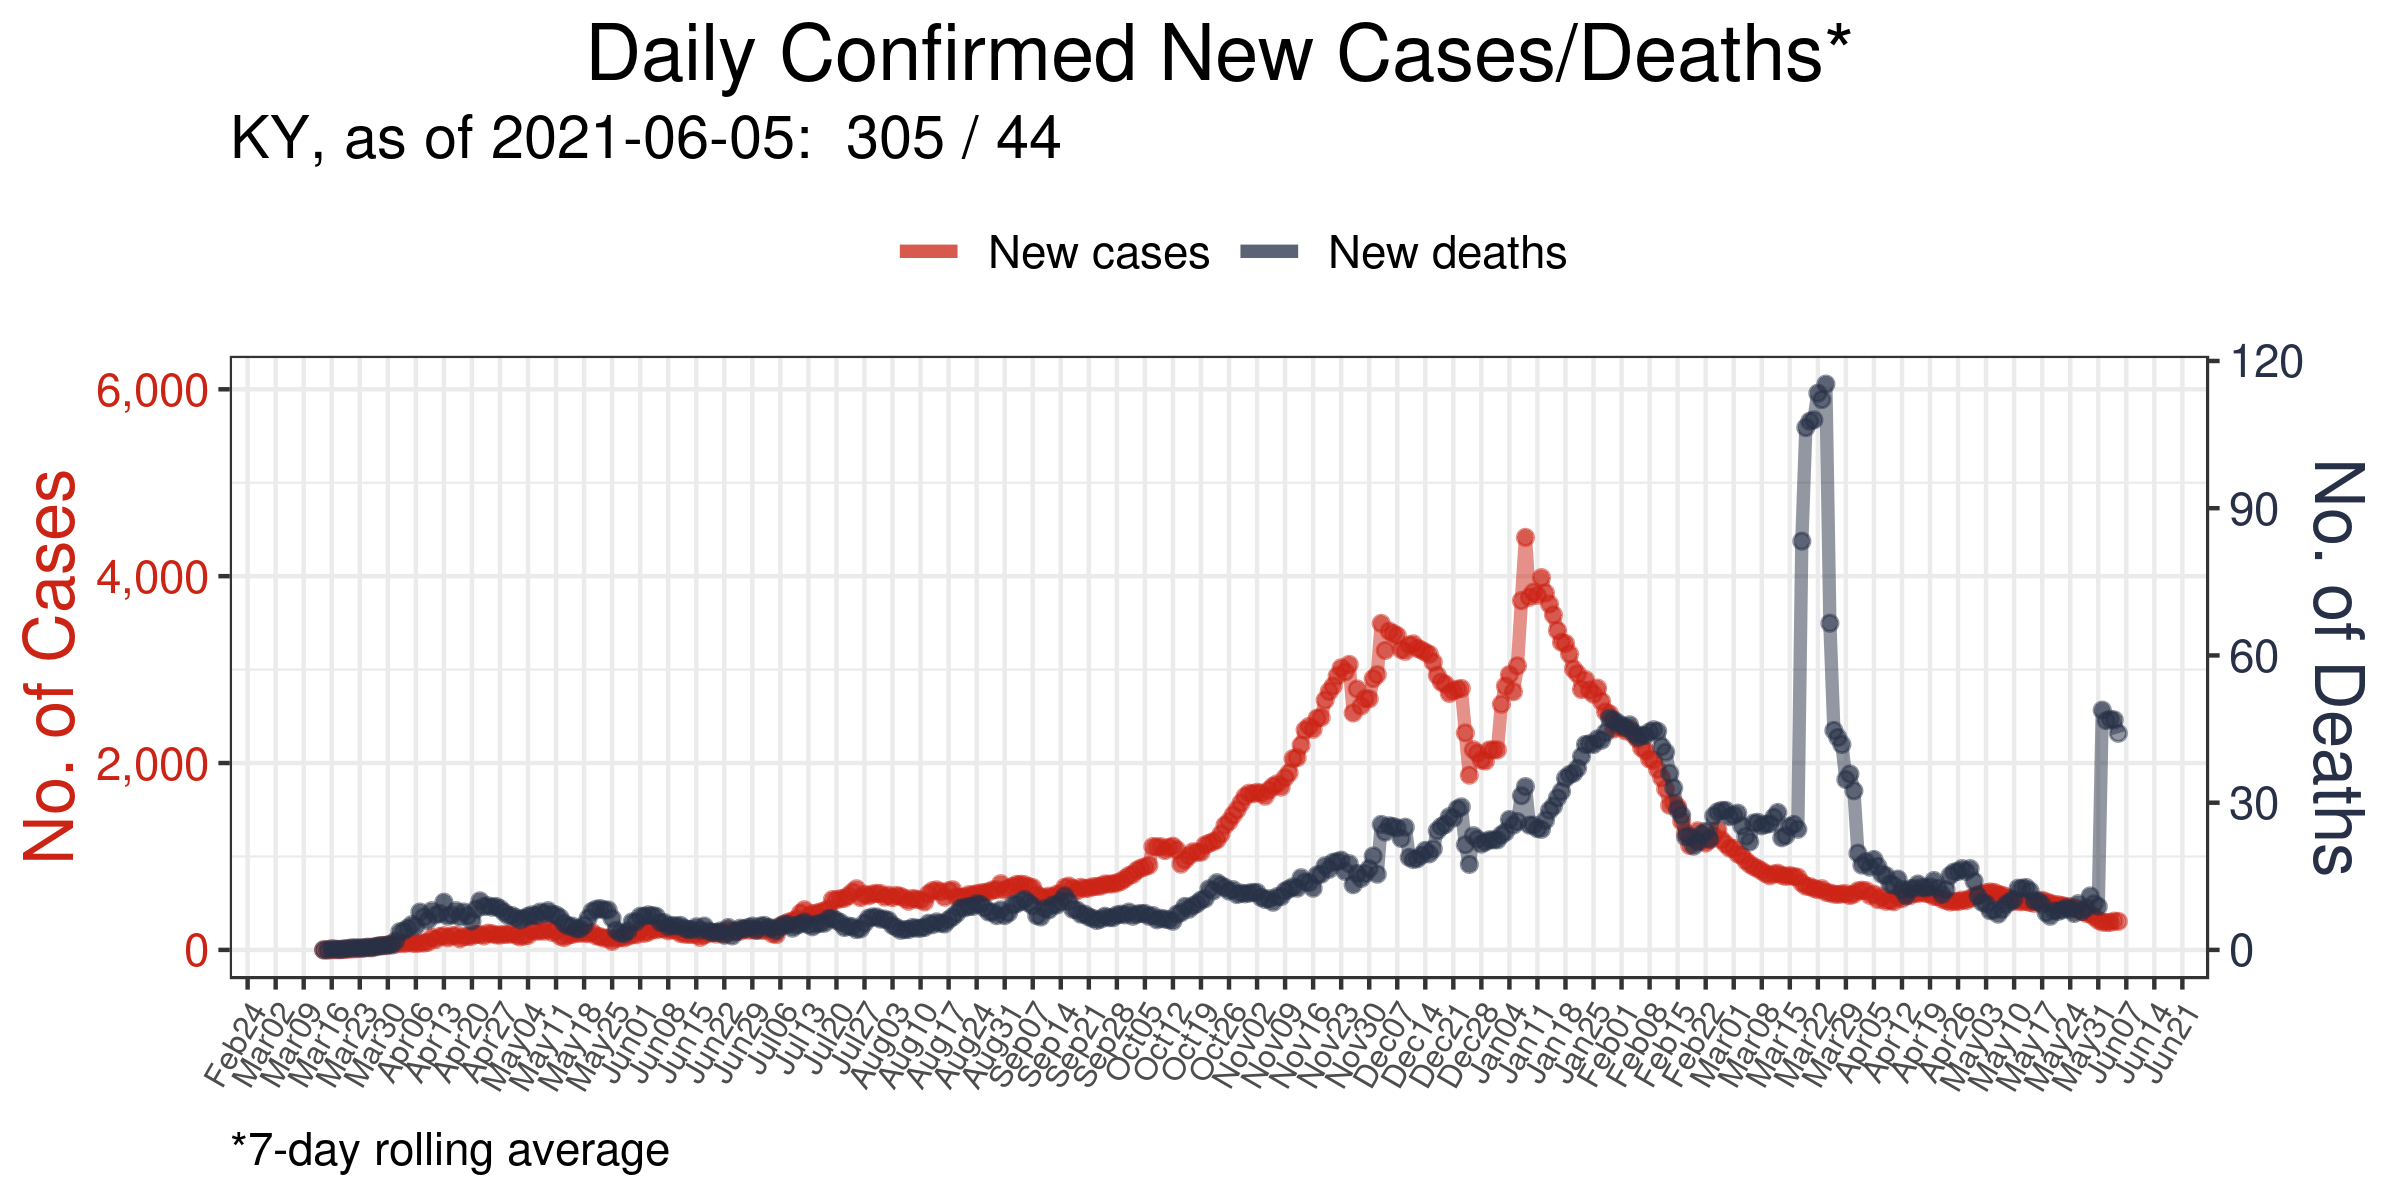 Daily Confirmed New Cases/Deaths*
KY, as of 2021-06-05:  305 / 44
New cases
New deaths
No. of Cases
6,000
4,000
2,000
0
120
90
60
30
0
No. of Deaths
Feb24
Mar02
Mar09
Mar16
Mar23
Mar30
Apr06
Apr13
Apr20
Apr27
May04
May11
May18
May25
Jun01
Jun08
Jun15
Jun22
Jun29
Jul06
Jul13
Jul20
Jul27
Aug03
Aug10
Aug17
Aug24
Aug31
Sep07
Sep14
Sep21
Sep28
Oct05
Oct12
Oct19
Oct26
Nov02
Nov09
Nov16
Nov23
Nov30
Dec07
Dec14
Dec21
Dec28
Jan04
Jan11
Jan18
Jan25
Feb01
Feb08
Feb15
Feb22
Mar01
Mar08
Mar15
Mar22
Mar29
Apr05
Apr12
Apr19
Apr26
May03
May10
May17
May24
May31
Jun07
Jun14
Jun21
*7-day rolling average